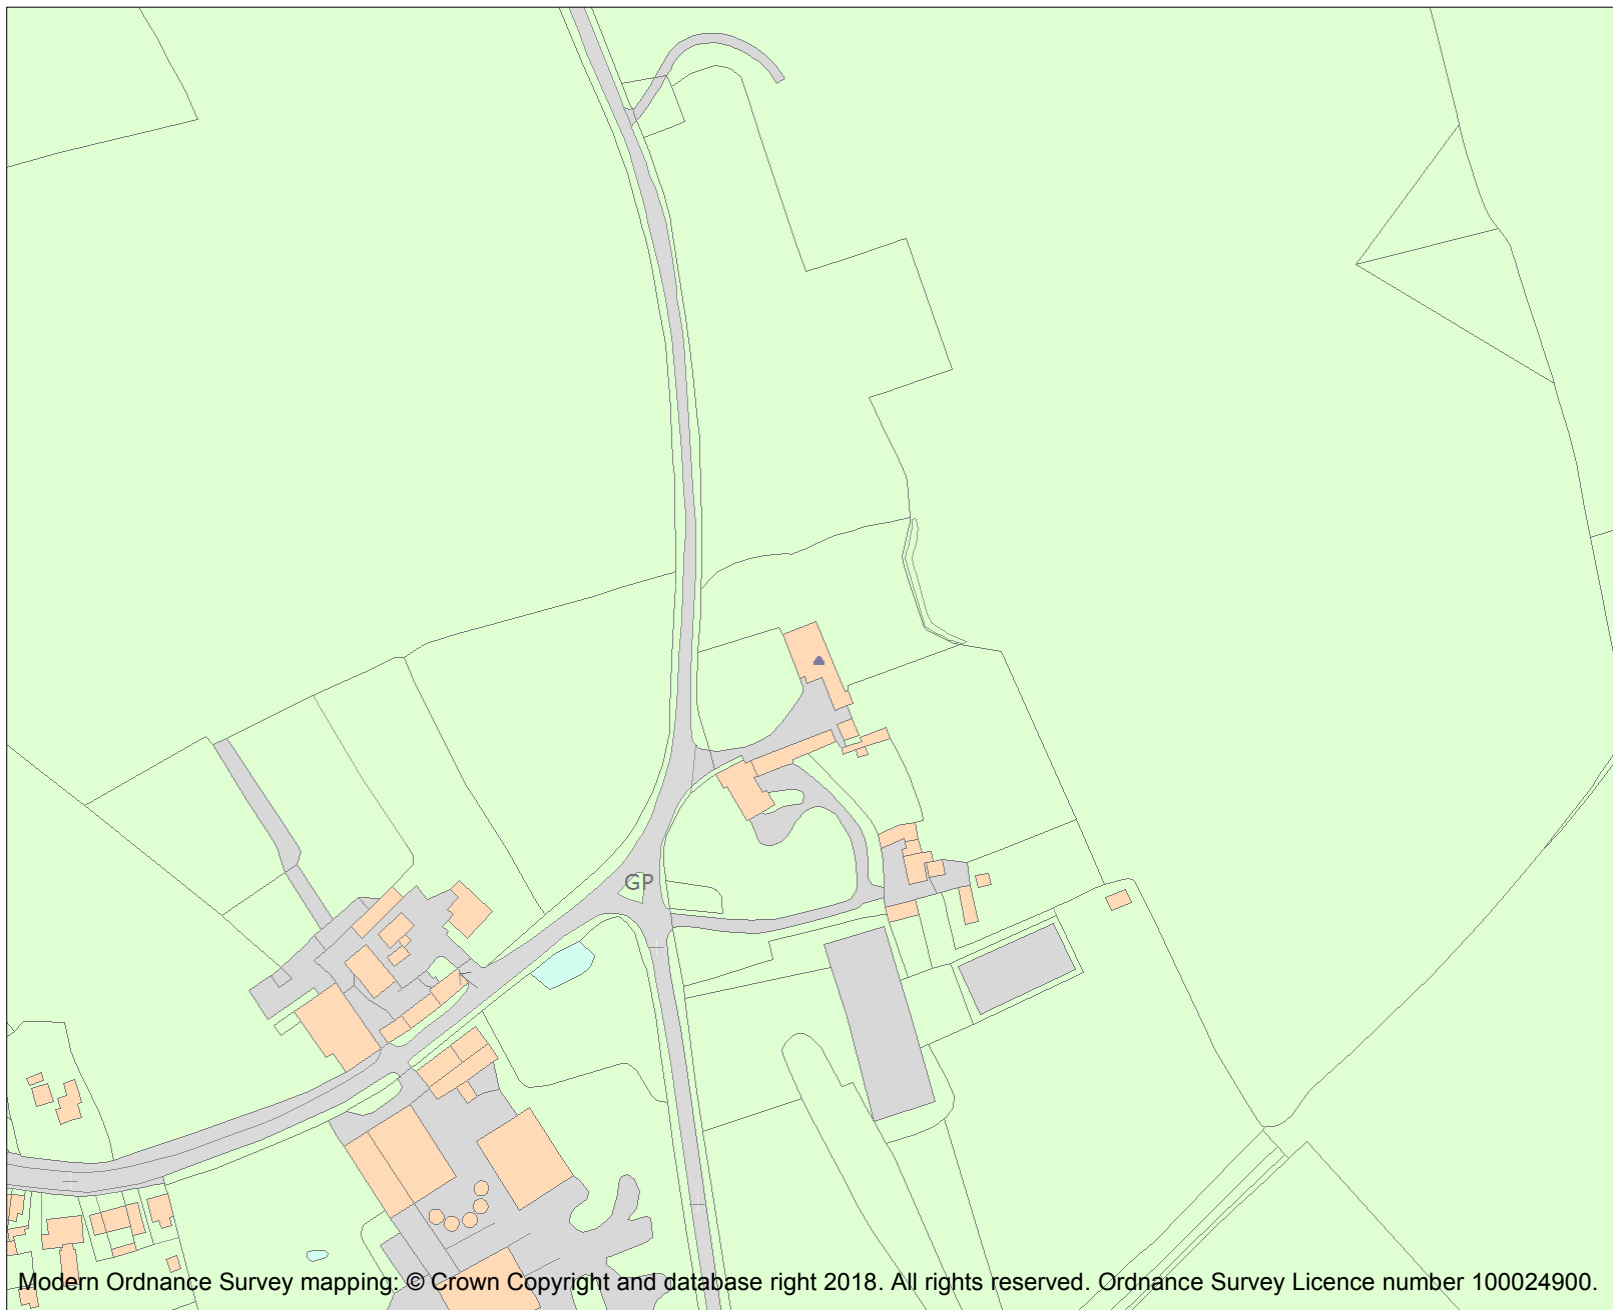 GP
Modern Ordnance Survey mapping: © Crown Copyright and database right 2018. All rights reserved. Ordnance Survey Licence number 100024900.